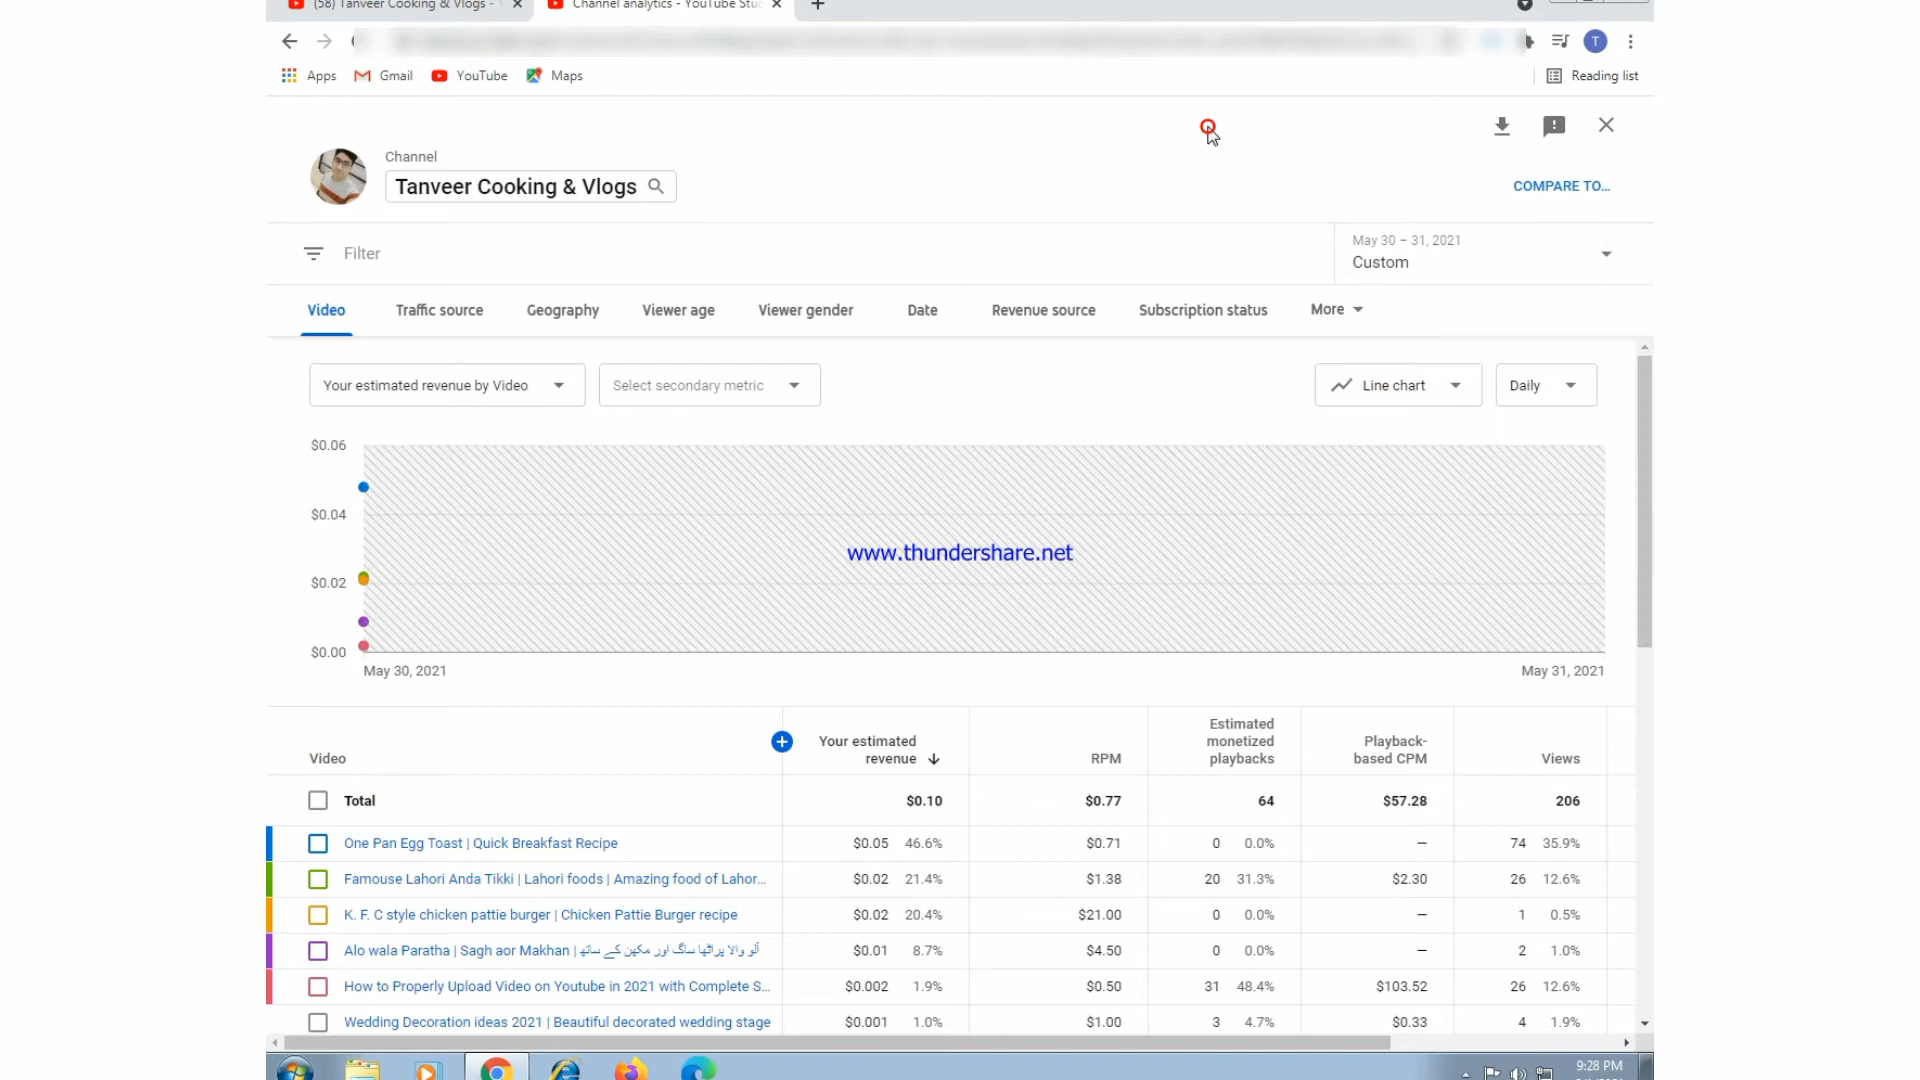 (58) Tanveer Cooking & Vlogs -
Channel analytics - YouTube Stu
T
Apps Gmail YouTube Maps Reading list
Channel
Tanveer Cooking & Vlogs
COMPARE TO...
Filter
May 30 – 31, 2021
Custom
Video Traffic source Geography Viewer age Viewer gender Date Revenue source Subscription status More
Your estimated revenue by Video Select secondary metric Line chart Daily
$0.06
$0.04
www.thundershare.net
$0.02
$0.00
May 30, 2021 May 31, 2021
Video Your estimated revenue RPM Estimated monetized playbacks Playback-based CPM Views
Total $0.10 $0.77 64 $57.28 206
One Pan Egg Toast | Quick Breakfast Recipe $0.05 46.6% $0.71 0 0.0% — 74 35.9%
Famouse Lahori Anda Tikki | Lahori foods | Amazing food of Lahor... $0.02 21.4% $1.38 20 31.3% $2.30 26 12.6%
K. F. C style chicken pattie burger | Chicken Pattie Burger recipe $0.02 20.4% $21.00 0 0.0% — 1 0.5%
Alo wala Paratha | Sagh aor Makhan | آلو والا پراٹھا ساگ اور مکھن کے ساتھ $0.01 8.7% $4.50 0 0.0% — 2 1.0%
How to Properly Upload Video on Youtube in 2021 with Complete S... $0.002 1.9% $0.50 31 48.4% $103.52 26 12.6%
Wedding Decoration ideas 2021 | Beautiful decorated wedding stage $0.001 1.0% $1.00 3 4.7% $0.33 4 1.9%
9:28 PM